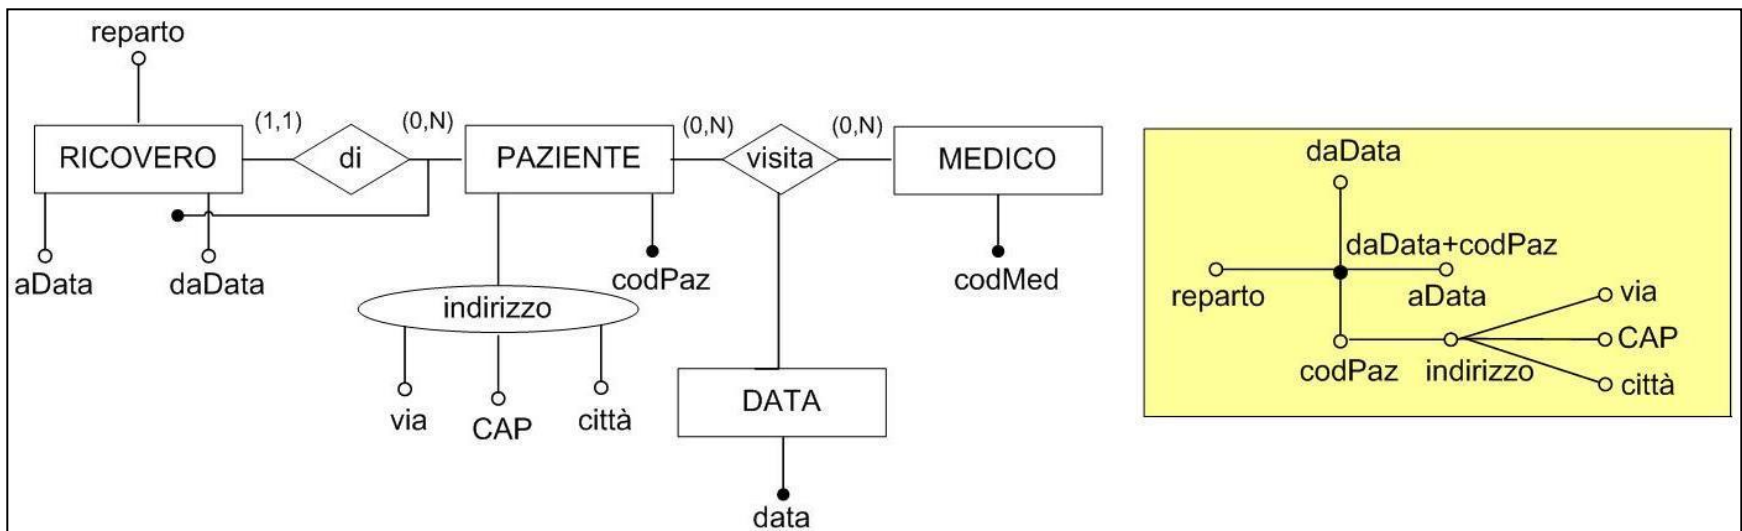 reparto
(1,1)
(0,N)
(0,N)
(0,N)
RICOVERO
di
PAZIENTE
visita
MEDICO
aData
daData
codPaz
codMed
indirizzo
via
CAP
città
DATA
data
daData
daData+codPaz
reparto
aData
via
CAP
codPaz
indirizzo
città